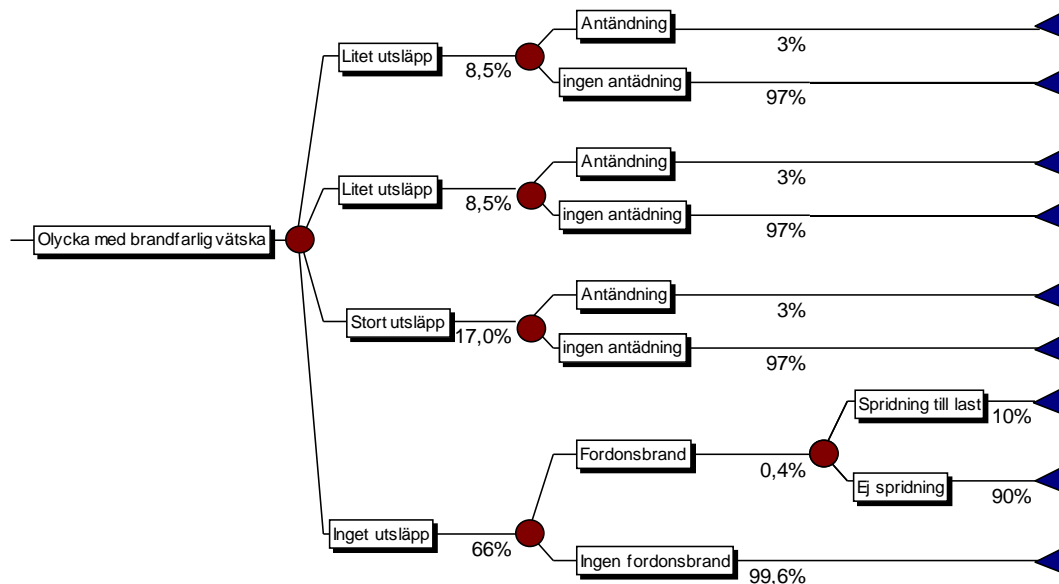 Antändning
3%
Litet utsläpp
8,5%
ingen antädning
97%
Antändning
3%
Litet utsläpp
8,5%
ingen antädning
97%
Olycka med brandfarlig vätska
Antändning
3%
Stort utsläpp
17,0%
ingen antädning
97%
Spridning till last
10%
Fordonsbrand
0,4%
Ej spridning
90%
Inget utsläpp
66%
Ingen fordonsbrand
99,6%